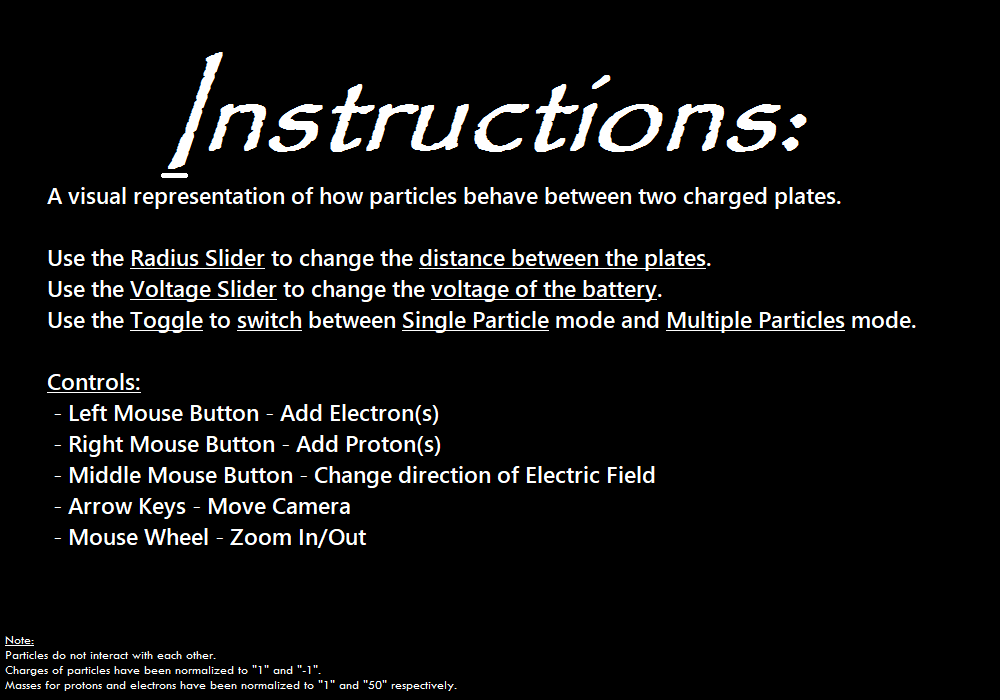 Instructions:
A visual representation of how particles behave between two charged plates.
Use the Radius Slider to change the distance between the plates.
Use the Voltage Slider to change the voltage of the battery.
Use the Toggle to switch between Single Particle mode and Multiple Particles mode.
Controls:
- Left Mouse Button - Add Electron(s)
- Right Mouse Button - Add Proton(s)
- Middle Mouse Button - Change direction of Electric Field
- Arrow Keys - Move Camera
- Mouse Wheel - Zoom In/Out
Note:
Particles do not interact with each other.
Charges of particles have been normalized to "1" and "-1".
Masses for protons and electrons have been normalized to "1" and "50" respectively.